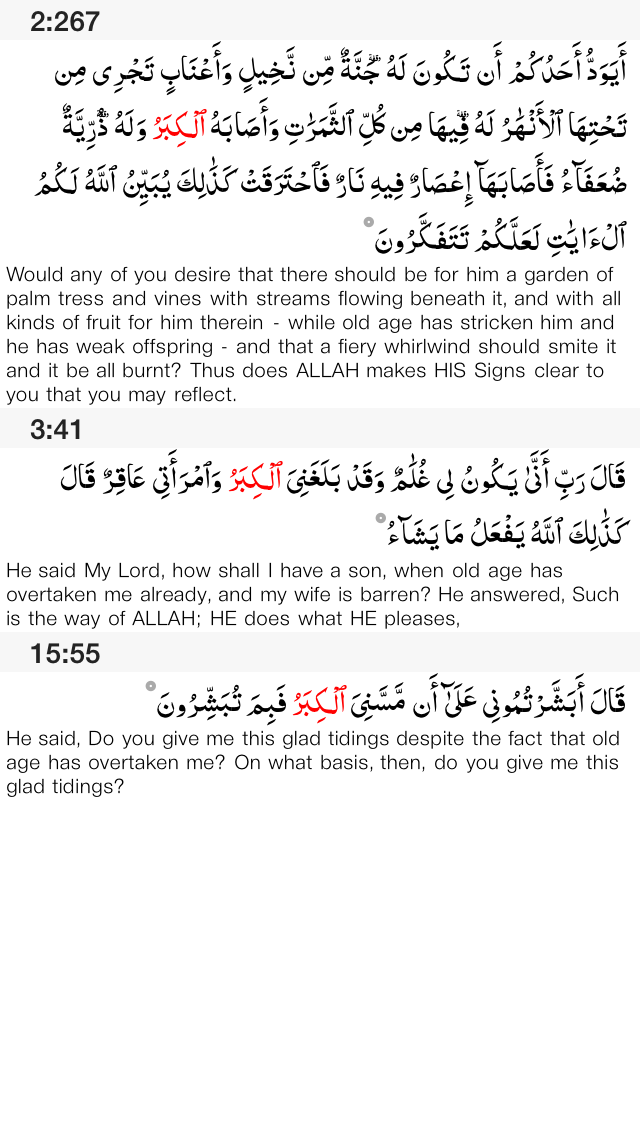 2:267
أَيَوَدُّ أَحَدُكُمْ أَن تَكُونَ لَهُۥ جَنَّةٌ مِّن نَّخِيلٍ وَأَعْنَابٍ تَجْرِى مِن
تَحْتِهَا ٱلْأَنْهَٰرُ لَهُۥ فِيهَا مِن كُلِّ ٱلثَّمَرَٰتِ وَأَصَابَهُ ٱلْكِبَرُ وَلَهُۥ ذُرِّيَّةٌ
ضُعَفَآءُ فَأَصَابَهَآ إِعْصَارٌ فِيهِ نَارٌ فَٱحْتَرَقَتْ كَذَٰلِكَ يُبَيِّنُ ٱللَّهُ لَكُمُ
ٱلْءَايَٰتِ لَعَلَّكُمْ تَتَفَكَّرُونَ
Would any of you desire that there should be for him a garden of
palm tress and vines with streams flowing beneath it, and with all
kinds of fruit for him therein - while old age has stricken him and
he has weak offspring - and that a fiery whirlwind should smite it
and it be all burnt? Thus does ALLAH makes HIS Signs clear to
you that you may reflect.
3:41
قَالَ رَبِّ أَنَّىٰ يَكُونُ لِى غُلَٰمٌ وَقَدْ بَلَغَنِىَ ٱلْكِبَرُ وَٱمْرَأَتِى عَاقِرٌ قَالَ
كَذَٰلِكَ ٱللَّهُ يَفْعَلُ مَا يَشَآءُ
He said My Lord, how shall I have a son, when old age has
overtaken me already, and my wife is barren? He answered, Such
is the way of ALLAH; HE does what HE pleases,
15:55
قَالَ أَبَشَّرْتُمُونِى عَلَىٰٓ أَن مَّسَّنِىَ ٱلْكِبَرُ فَبِمَ تُبَشِّرُونَ
He said, Do you give me this glad tidings despite the fact that old
age has overtaken me? On what basis, then, do you give me this
glad tidings?